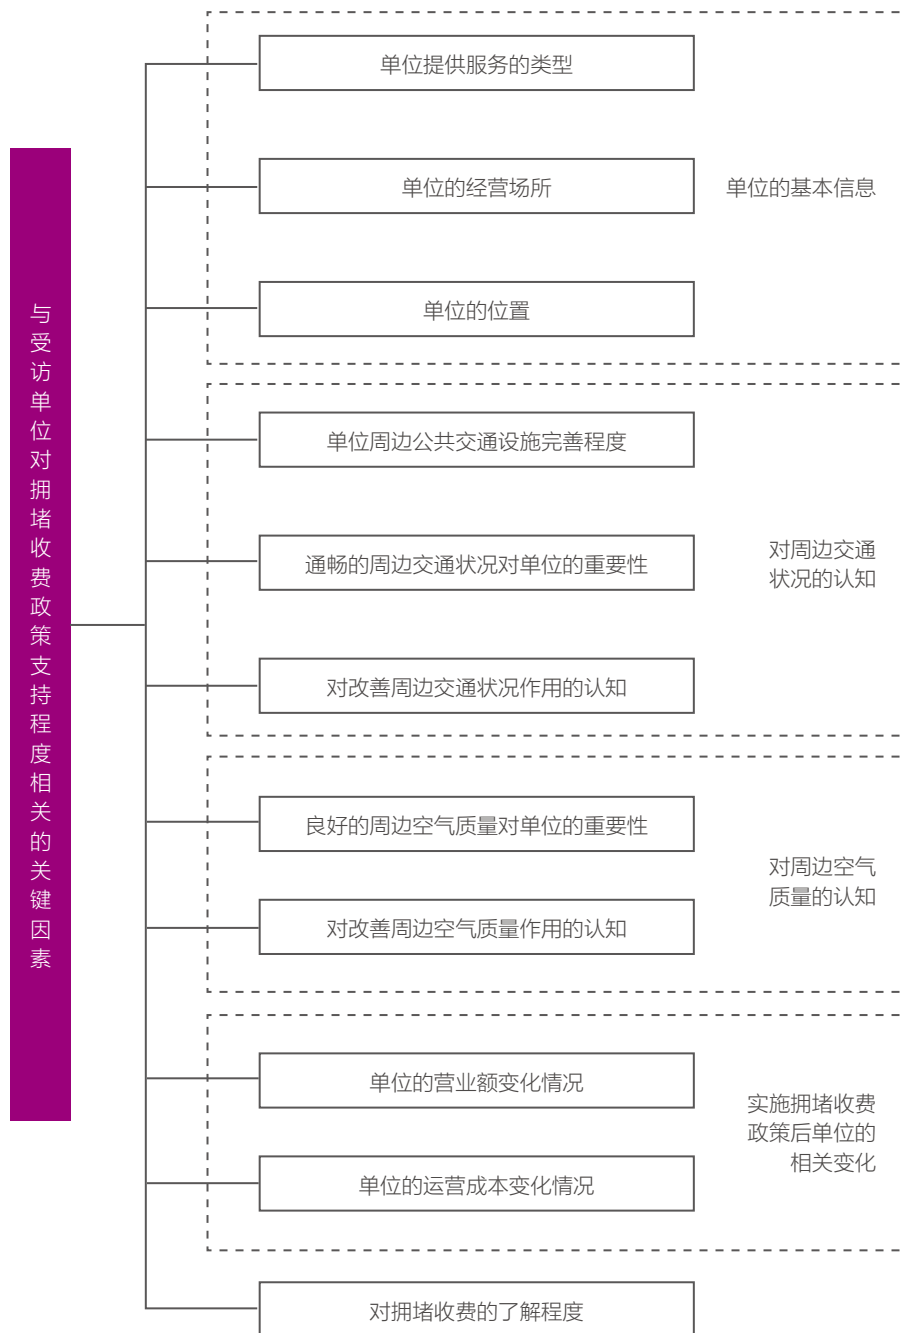 与受访单位对拥堵收费政策支持程度相关的关键因素
单位提供服务的类型
单位的经营场所
单位的位置
单位的基本信息
单位周边公共交通设施完善程度
通畅的周边交通状况对单位的重要性
对改善周边交通状况作用的认知
对周边交通
状况的认知
良好的周边空气质量对单位的重要性
对改善周边空气质量作用的认知
对周边空气
质量的认知
单位的营业额变化情况
单位的运营成本变化情况
实施拥堵收费
政策后单位的
相关变化
对拥堵收费的了解程度